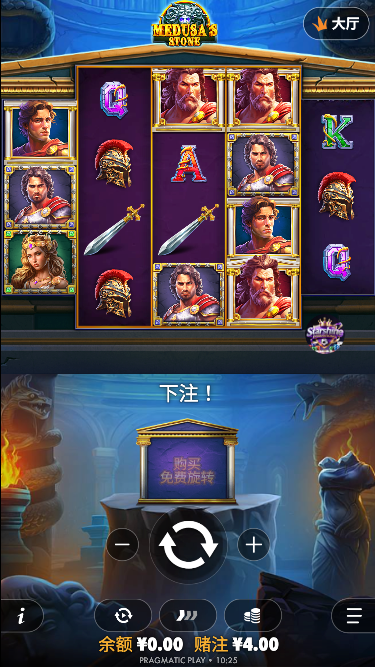 MEDUSA'S
STONE
大厅
Q
K
A
Q
Starshine
下注！
购买
免费旋转
余额 ¥0.00 赌注 ¥4.00
PRAGMATIC PLAY • 10:25